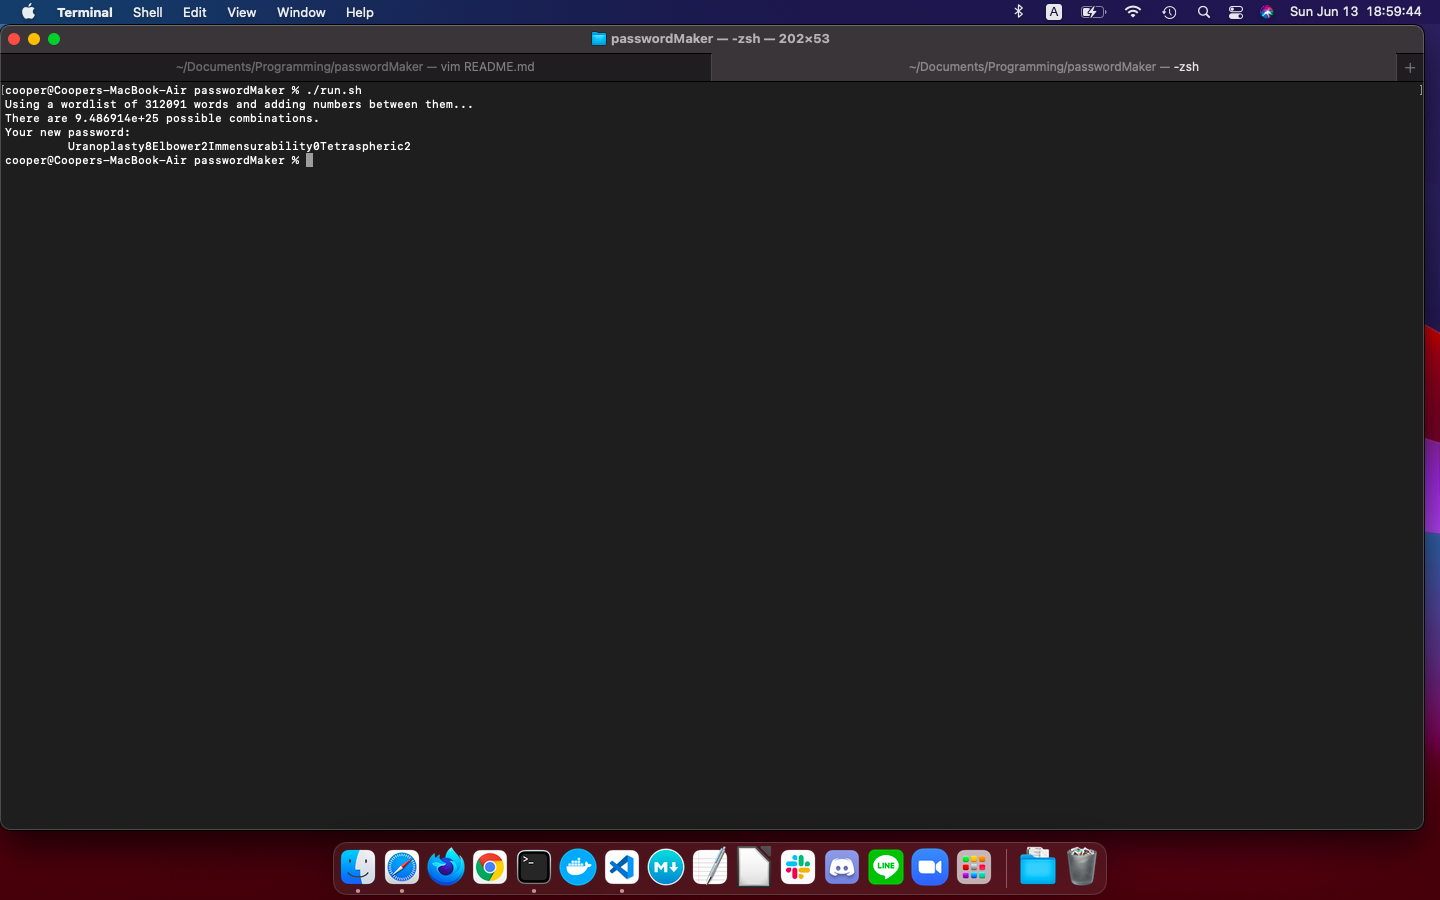 Terminal Shell Edit View Window Help A Sun Jun 13 18:59:44
passwordMaker — -zsh — 202×53
~/Documents/Programming/passwordMaker — vim README.md ~/Documents/Programming/passwordMaker — -zsh +
[cooper@Coopers-MacBook-Air passwordMaker % ./run.sh ]
Using a wordlist of 312091 words and adding numbers between them...
There are 9.486914e+25 possible combinations.
Your new password:
Uranoplasty8Elbower2Immensurability0Tetraspheric2
cooper@Coopers-MacBook-Air passwordMaker %
>_ M↓ LINE